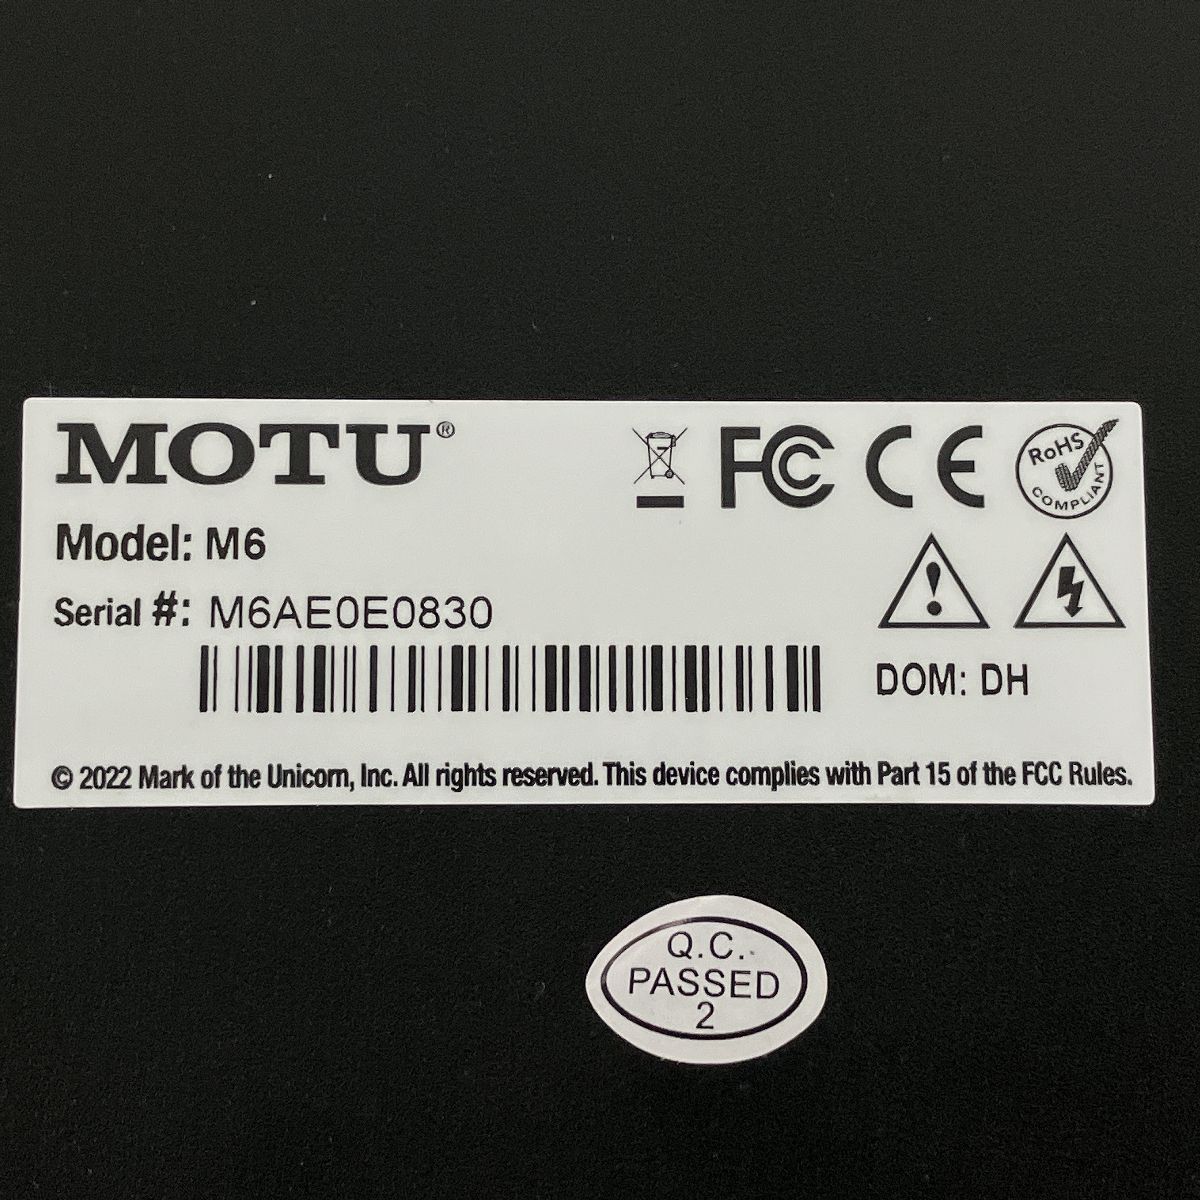 MOTU®
FC CE
RoHS
COMPLIANT
Model: M6
Serial #: M6AE0E0830
DOM: DH
© 2022 Mark of the Unicorn, Inc. All rights reserved. This device complies with Part 15 of the FCC Rules.
Q.C.
PASSED
2